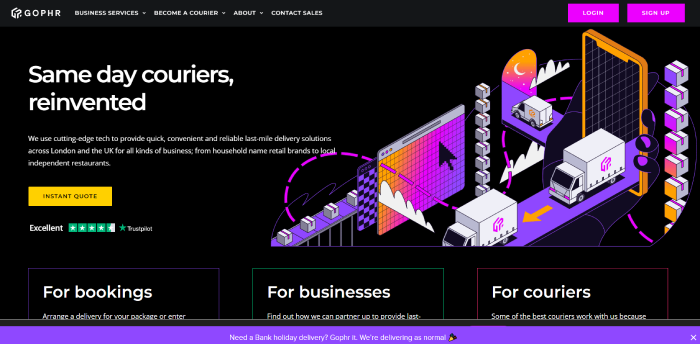 GOPHR
BUSINESS SERVICES BECOME A COURIER ABOUT CONTACT SALES
LOGIN SIGN UP
Same day couriers,
reinvented
We use cutting-edge tech to provide quick, convenient and reliable last-mile delivery solutions
across London and the UK for all kinds of business; from household name retail brands to local
independent restaurants.
INSTANT QUOTE
Excellent Trustpilot
For bookings
Arrange a delivery for your package or enter
For businesses
Find out how we can partner up to provide last-
For couriers
Some of the best couriers work with us because
Need a Bank holiday delivery? Gophr it. We're delivering as normal